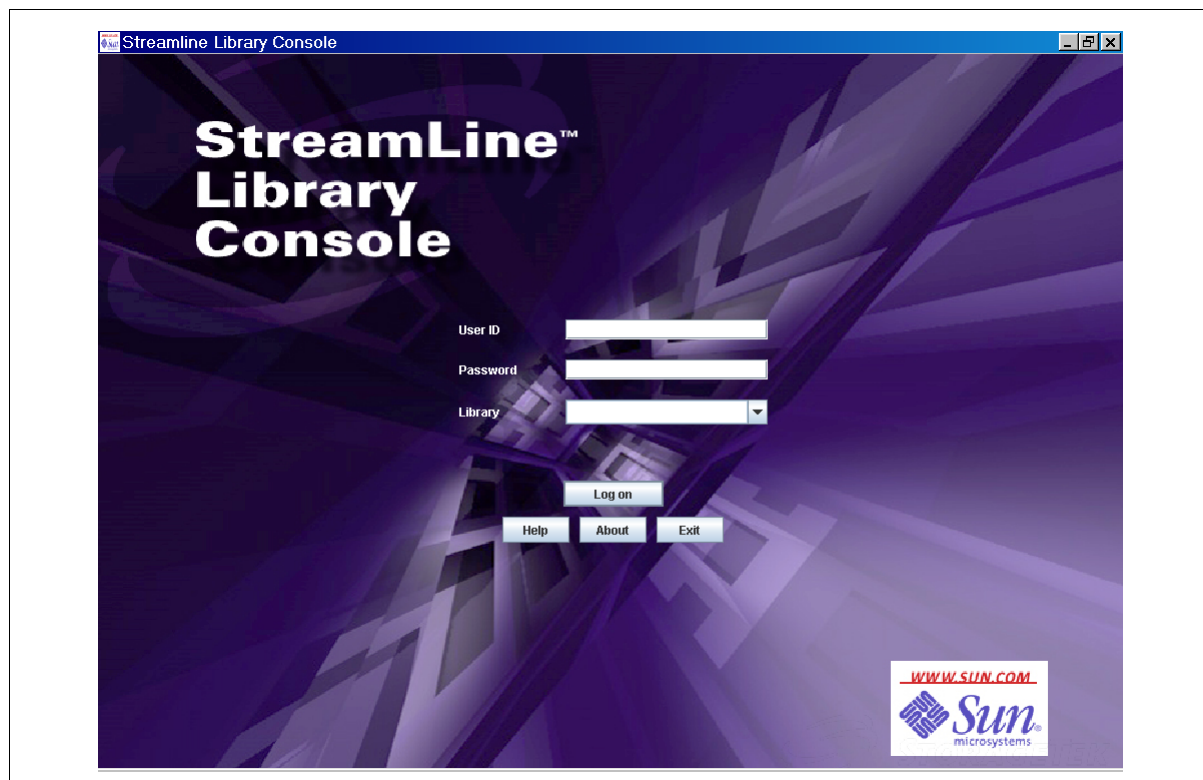 Streamline Library Console
StreamLine™
Library
Console
User ID
Password
Library
Log on
Help About Exit
WWW.SUN.COM
Sun
microsystems